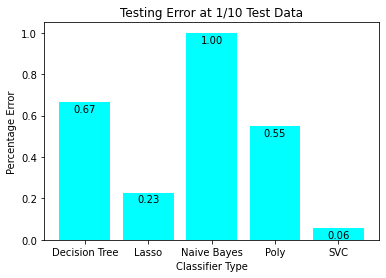 Testing Error at 1/10 Test Data
Percentage Error
1.0
0.8
0.6
0.4
0.2
0.0
0.67
0.23
1.00
0.55
0.06
Decision Tree Lasso Naive Bayes Poly SVC
Classifier Type